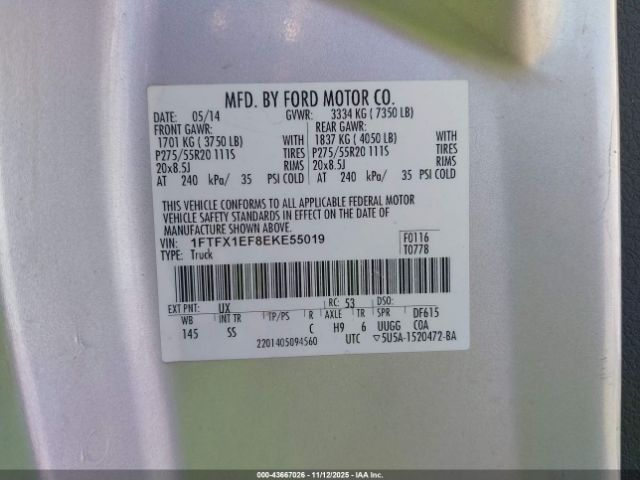 MFD. BY FORD MOTOR CO.
DATE: 05/14 GVWR: 3334 KG ( 7350 LB)
FRONT GAWR: REAR GAWR:
1701 KG ( 3750 LB) WITH 1837 KG ( 4050 LB) WITH
P275/55R20 111S TIRES P275/55R20 111S TIRES
20x8.5J RIMS 20x8.5J RIMS
AT 240 kPa/ 35 PSI COLD AT 240 kPa/ 35 PSI COLD
THIS VEHICLE CONFORMS TO ALL APPLICABLE FEDERAL MOTOR
VEHICLE SAFETY STANDARDS IN EFFECT ON THE DATE OF
MANUFACTURE SHOWN ABOVE.
VIN: 1FTFX1EF8EKE55019 F0116
TYPE: Truck T0778
EXT PNT: UX RC: 53 DSO:
WB INT TR TP/PS R AXLE TR SPR DF615
145 SS C H9 6 UUGG COA
2201405094560 UTC ▽5U5A-1520472-BA
©-43667026 - 11/12/2025 - IAA Inc.